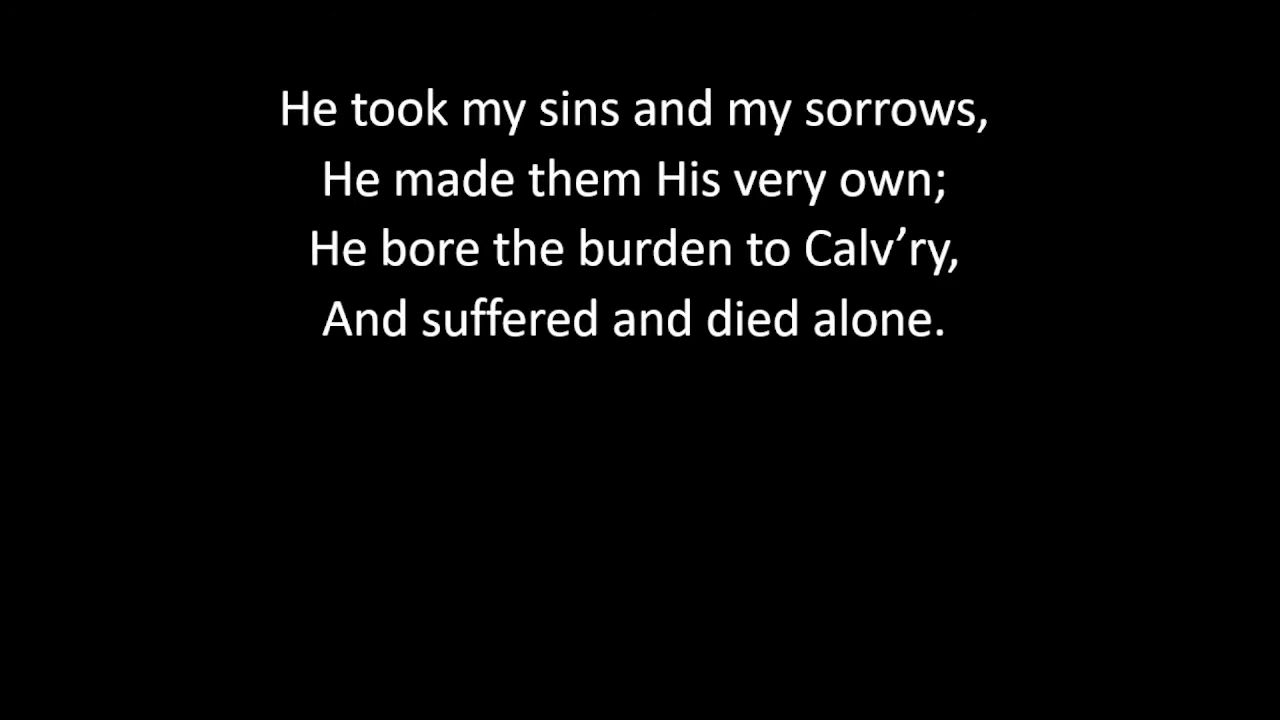 He took my sins and my sorrows,
He made them His very own;
He bore the burden to Calv’ry,
And suffered and died alone.